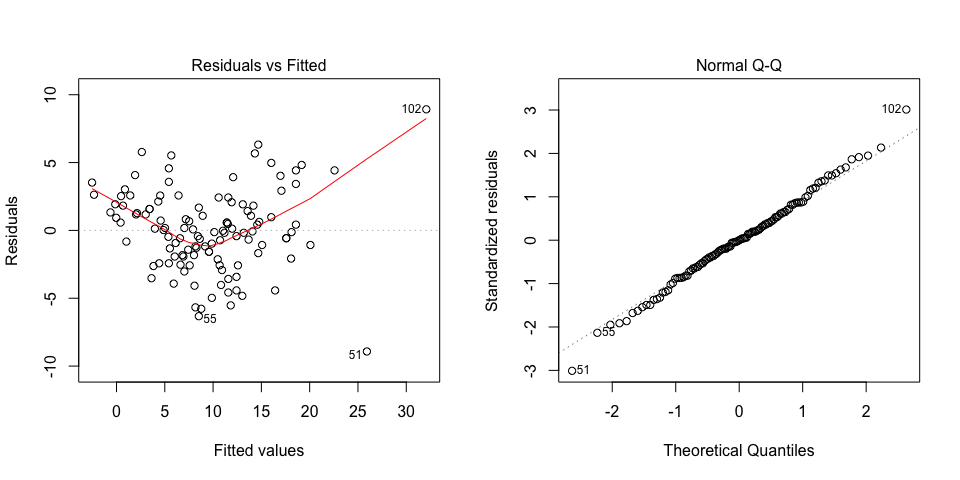 Residuals vs Fitted
Residuals
10
5
0
-5
-10
102
55
51
0 5 10 15 20 25 30
Fitted values
Normal Q-Q
Standardized residuals
3
2
1
0
-1
-2
-3
102
55
51
-2 -1 0 1 2
Theoretical Quantiles